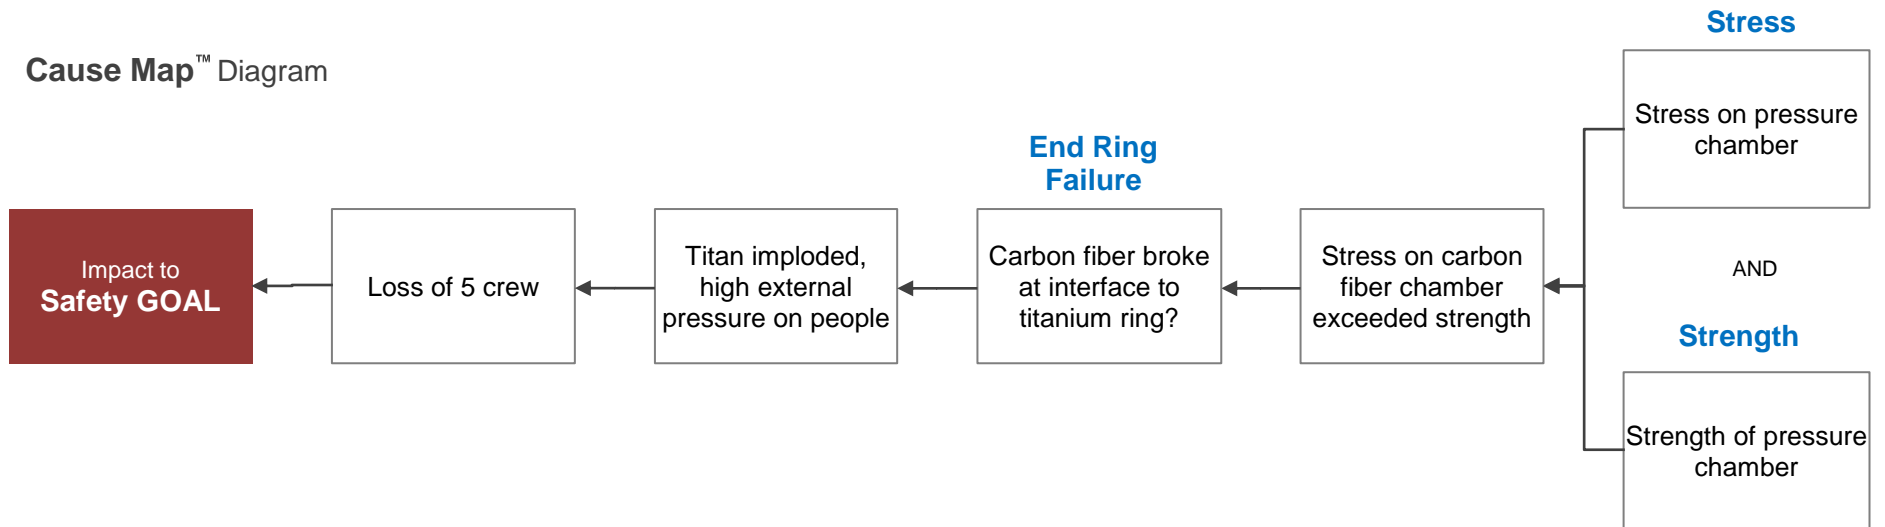 Cause Map™ Diagram
Impact to
Safety GOAL
Loss of 5 crew
Titan imploded,
high external
pressure on people
End Ring
Failure
Carbon fiber broke
at interface to
titanium ring?
Stress on carbon
fiber chamber
exceeded strength
Stress
Stress on pressure
chamber
AND
Strength
Strength of pressure
chamber